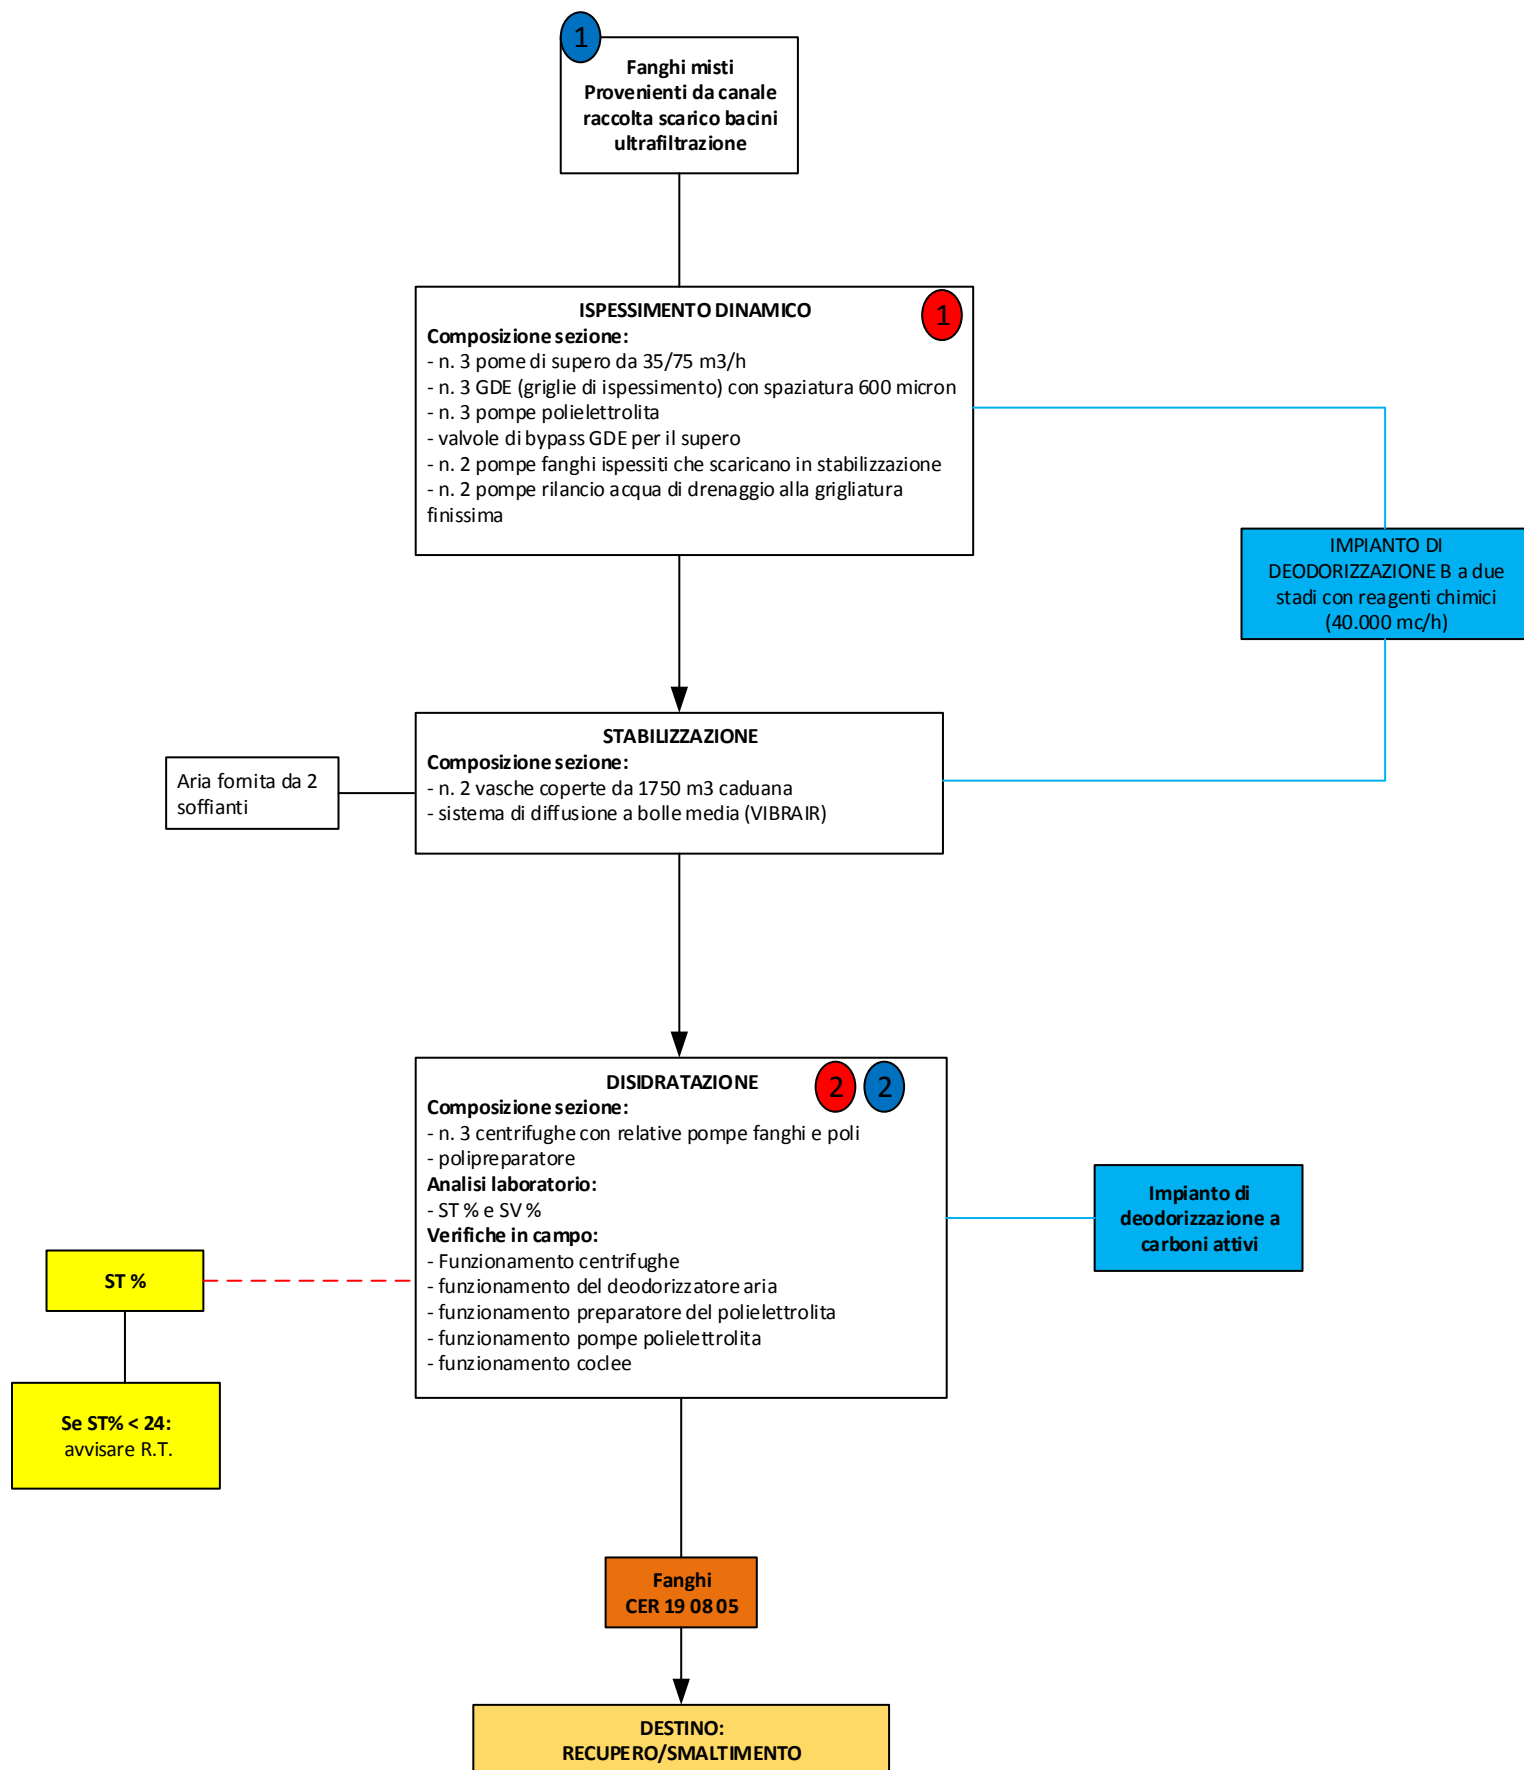 1
Fanghi misti
Provenienti da canale
raccolta scarico bacini
ultrafiltrazione
ISPESSIMENTO DINAMICO
1
Composizione sezione:
- n. 3 pome di supero da 35/75 m3/h
- n. 3 GDE (griglie di ispessimento) con spaziatura 600 micron
- n. 3 pompe polielettrolita
- valvole di bypass GDE per il supero
- n. 2 pompe fanghi ispessiti che scaricano in stabilizzazione
- n. 2 pompe rilancio acqua di drenaggio alla grigliatura
finissima
IMPIANTO DI
DEODORIZZAZIONE B a due
stadi con reagenti chimici
(40.000 mc/h)
STABILIZZAZIONE
Composizione sezione:
- n. 2 vasche coperte da 1750 m3 caduana
- sistema di diffusione a bolle media (VIBRAIR)
Aria fornita da 2
soffianti
DISIDRATAZIONE
2
2
Composizione sezione:
- n. 3 centrifughe con relative pompe fanghi e poli
- polipreparatore
Analisi laboratorio:
- ST % e SV %
Verifiche in campo:
- Funzionamento centrifughe
- funzionamento del deodorizzatore aria
- funzionamento preparatore del polielettrolita
- funzionamento pompe polielettrolita
- funzionamento coclee
Impianto di
deodorizzazione a
carboni attivi
ST %
Se ST% < 24:
avvisare R.T.
Fanghi
CER 19 08 05
DESTINO:
RECUPERO/SMALTIMENTO